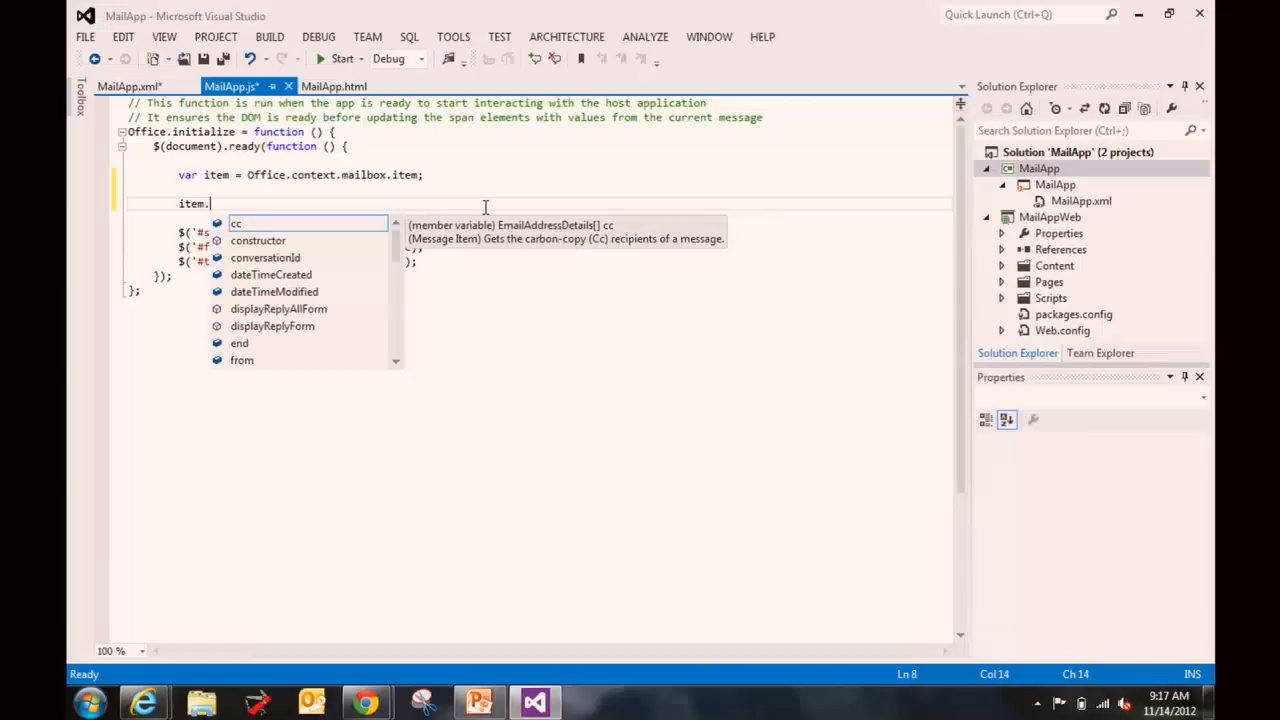 MailApp - Microsoft Visual Studio
Quick Launch (Ctrl+Q)
FILE EDIT VIEW PROJECT BUILD DEBUG TEAM SQL TOOLS TEST ARCHITECTURE ANALYZE WINDOW HELP
Start Debug
Toolbox
MailApp.xml* MailApp.js* MailApp.html
// This function is run when the app is ready to start interacting with the host application
// It ensures the DOM is ready before updating the span elements with values from the current message
Office.initialize = function () {
$(document).ready(function () {
var item = Office.context.mailbox.item;
item.
$('#s
$('#f );
$('#t );
});
};
cc
constructor
conversationId
dateTimeCreated
dateTimeModified
displayReplyAllForm
displayReplyForm
end
from
(member variable) EmailAddressDetails[] cc
(Message Item) Gets the carbon-copy (Cc) recipients of a message.
Solution Explorer
Search Solution Explorer (Ctrl+;)
Solution 'MailApp' (2 projects)
MailApp
MailApp
MailApp.xml
MailAppWeb
Properties
References
Content
Pages
Scripts
packages.config
Web.config
Solution Explorer Team Explorer
Properties
100 %
Ready Ln 8 Col 14 Ch 14 INS
9:17 AM
11/14/2012